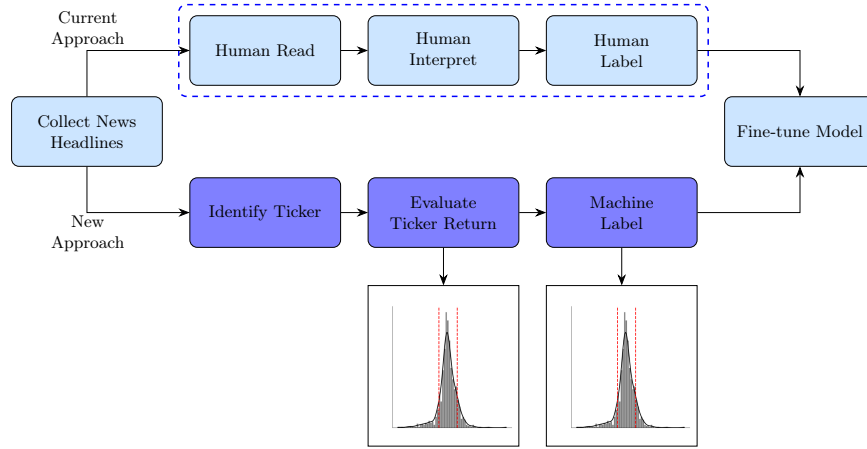 Current
Approach
Human Read
Human
Interpret
Human
Label
Collect News
Headlines
Fine-tune Model
New
Approach
Identify Ticker
Evaluate
Ticker Return
Machine
Label